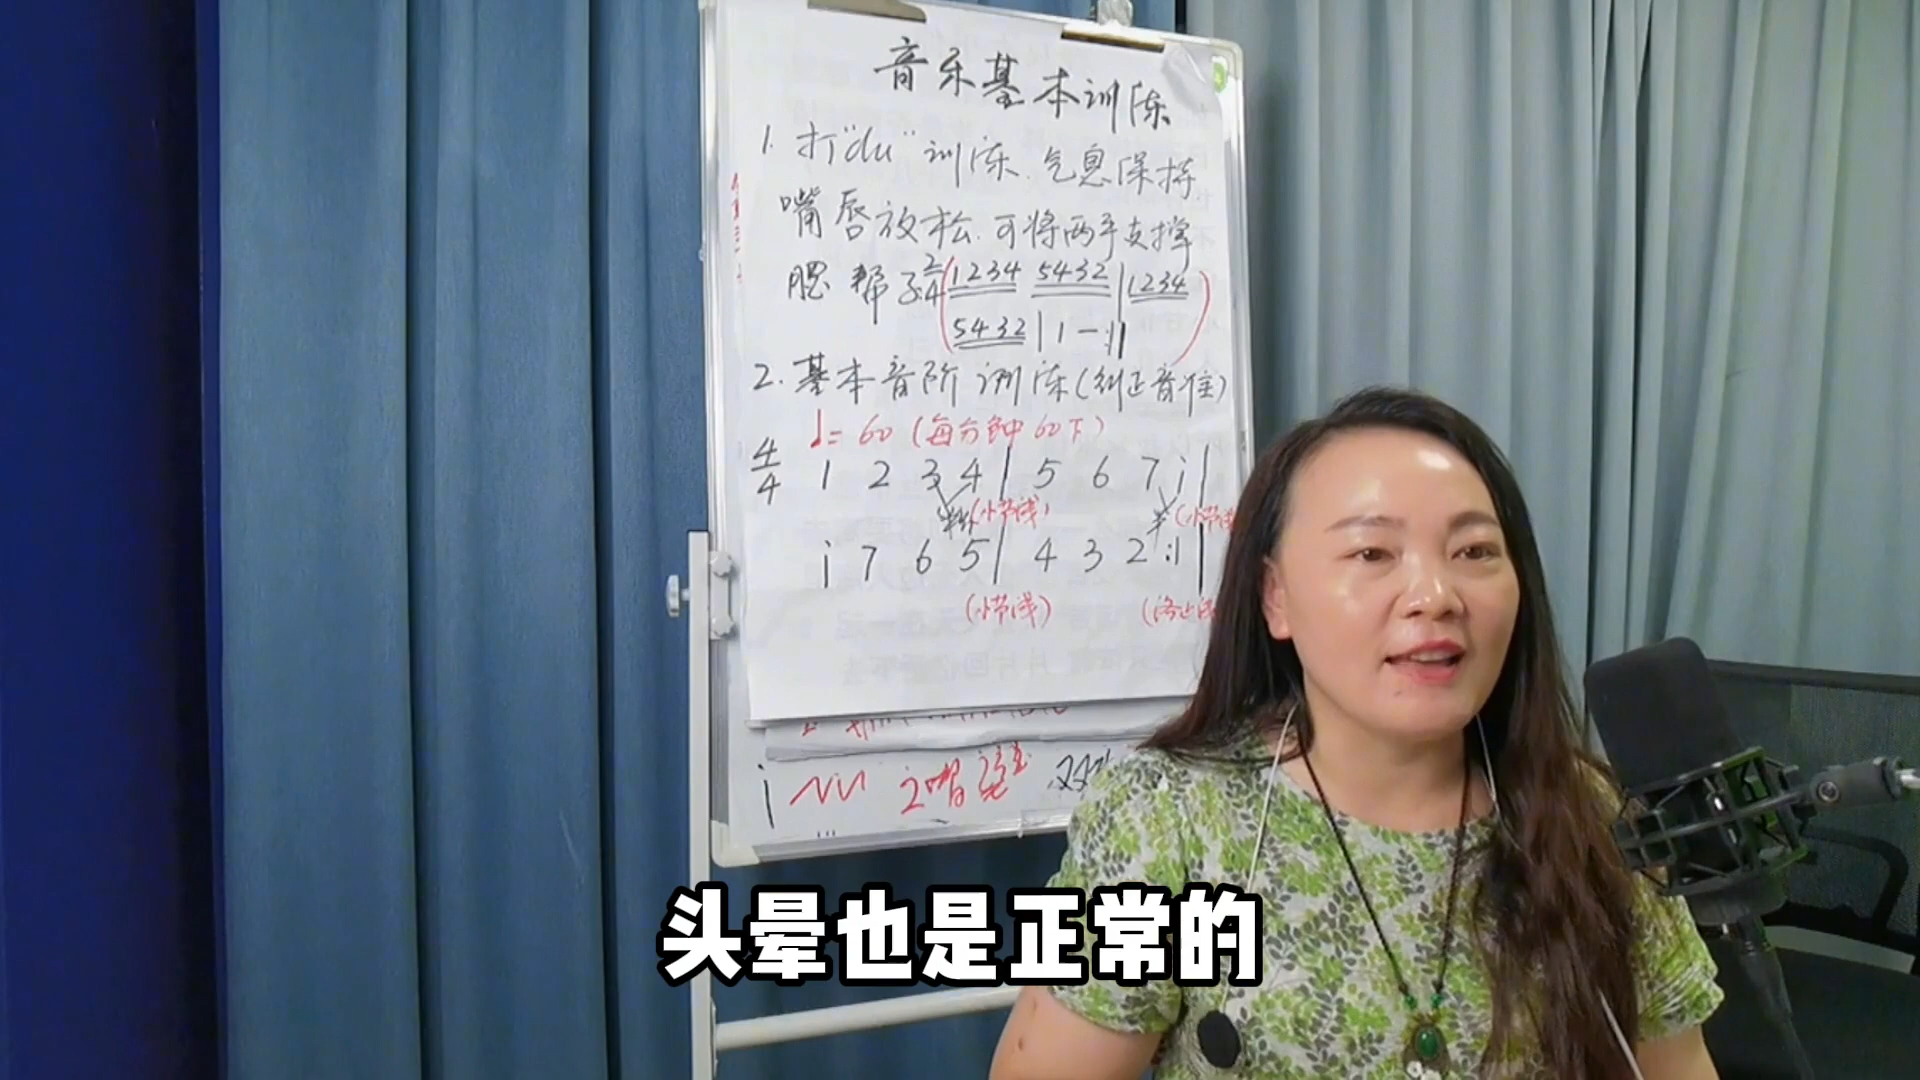 音乐基本训练
1. 打"du"训练.气息保持
嘴唇放松.可将两手支撑
腮帮子 2/4 (1234 5432 | 1234
5432 | 1 - :|)
2. 基本音阶训练(纠正音准)
♩= 60 (每分钟60下)
4/4 1 2 3 4 | 5 6 7 i |
(小节线) 半 (小节线
i 7 6 5 | 4 3 2 1 :|
(小节线)
i
头晕也是正常的